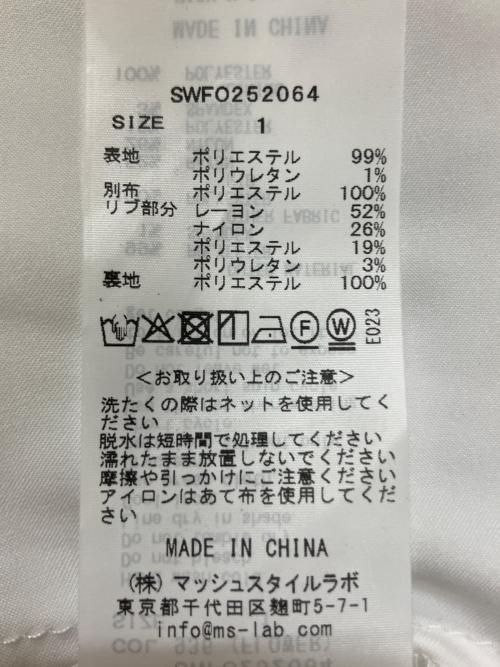 SWFO252064
SIZE 1
表地 ポリエステル 99%
ポリウレタン 1%
別布 ポリエステル 100%
リブ部分 レーヨン 52%
ナイロン 26%
ポリエステル 19%
ポリウレタン 3%
裏地 ポリエステル 100%
F W E023
<お取り扱い上のご注意>
洗たくの際はネットを使用してく
ださい
脱水は短時間で処理してください
濡れたまま放置しないでください
摩擦や引っかけにご注意ください
アイロンはあて布を使用してくだ
さい
MADE IN CHINA
(株) マッシュスタイルラボ
東京都千代田区麹町5-7-1
info@ms-lab.com